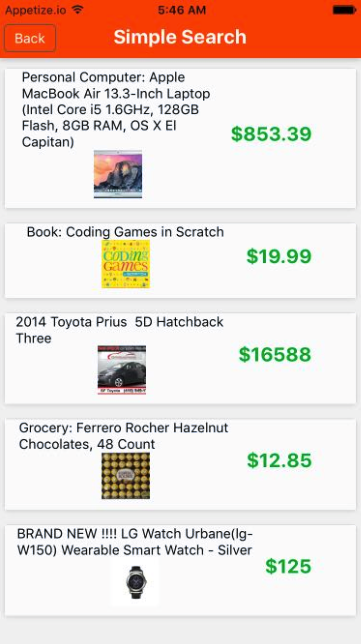 Appetize.io 5:46 AM
Back Simple Search
Personal Computer: Apple
MacBook Air 13.3-Inch Laptop
(Intel Core i5 1.6GHz, 128GB
Flash, 8GB RAM, OS X El
Capitan)
$853.39
Book: Coding Games in Scratch
CODING
GAMES
$19.99
2014 Toyota Prius  5D Hatchback
Three
$16588
Grocery: Ferrero Rocher Hazelnut
Chocolates, 48 Count
$12.85
BRAND NEW !!!! LG Watch Urbane(lg-
W150) Wearable Smart Watch - Silver
$125